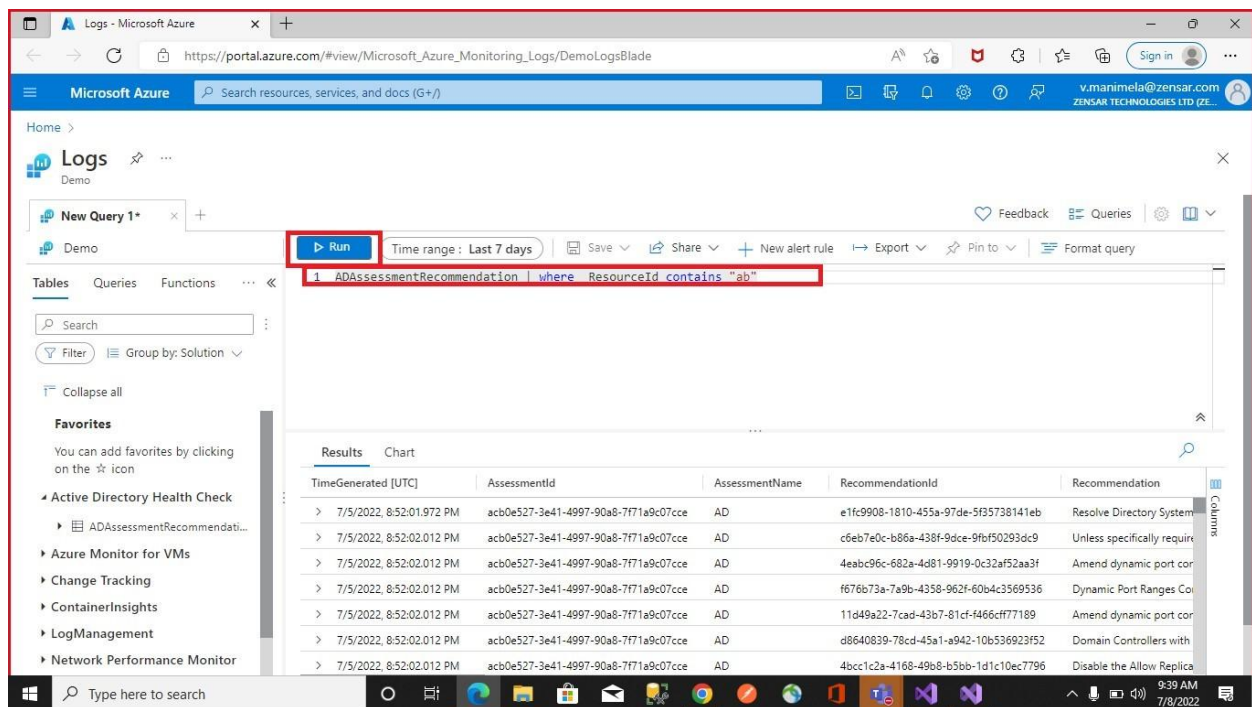 Logs - Microsoft Azure
https://portal.azure.com/#view/Microsoft_Azure_Monitoring_Logs/DemoLogsBlade
Sign in
Microsoft Azure
Search resources, services, and docs (G+/)
v.manimela@zensar.com
ZENSAR TECHNOLOGIES LTD (ZE...
Home >
Logs
Demo
New Query 1*
Feedback
Queries
Demo
Run
Time range : Last 7 days
Save
Share
New alert rule
Export
Pin to
Format query
Tables Queries Functions
1 ADAssessmentRecommendation | where ResourceId contains "ab"
Search
Filter
Group by: Solution
Collapse all
Favorites
You can add favorites by clicking
on the ☆ icon
Active Directory Health Check
ADAssessmentRecommendati...
Azure Monitor for VMs
Change Tracking
ContainerInsights
LogManagement
Network Performance Monitor
Results Chart
TimeGenerated [UTC] AssessmentId AssessmentName RecommendationId Recommendation
7/5/2022, 8:52:01.972 PM acb0e527-3e41-4997-90a8-7f71a9c07cce AD e1fc9908-1810-455a-97de-5f35738141eb Resolve Directory System
7/5/2022, 8:52:02.012 PM acb0e527-3e41-4997-90a8-7f71a9c07cce AD c6eb7e0c-b86a-438f-9dce-9fbf50293dc9 Unless specifically require
7/5/2022, 8:52:02.012 PM acb0e527-3e41-4997-90a8-7f71a9c07cce AD 4eabc96c-682a-4d81-9919-0c32af52aa3f Amend dynamic port cor
7/5/2022, 8:52:02.012 PM acb0e527-3e41-4997-90a8-7f71a9c07cce AD f676b73a-7a9b-4358-962f-60b4c3569536 Dynamic Port Ranges Co
7/5/2022, 8:52:02.012 PM acb0e527-3e41-4997-90a8-7f71a9c07cce AD 11d49a22-7cad-43b7-81cf-f466cff77189 Amend dynamic port cor
7/5/2022, 8:52:02.012 PM acb0e527-3e41-4997-90a8-7f71a9c07cce AD d8640839-78cd-45a1-a942-10b536923f52 Domain Controllers with
7/5/2022, 8:52:02.012 PM acb0e527-3e41-4997-90a8-7f71a9c07cce AD 4bcc1c2a-4168-49b8-b5bb-1d1c10ec7796 Disable the Allow Replica
Columns
Type here to search
9:39 AM
7/8/2022